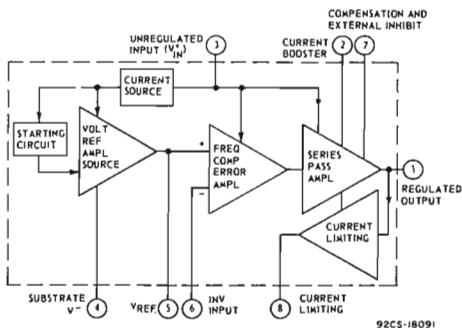 COMPENSATION AND
EXTERNAL INHIBIT
UNREGULATED
INPUT (V+IN)
3
CURRENT
BOOSTER
2
7
CURRENT
SOURCE
STARTING
CIRCUIT
VOLT
REF
AMPL
SOURCE
+
FREQ
COMP
ERROR
AMPL
−
SERIES
PASS
AMPL
1
REGULATED
OUTPUT
CURRENT
LIMITING
SUBSTRATE
V−
4
VREF.
5
6
INV
INPUT
8
CURRENT
LIMITING
92CS-18091